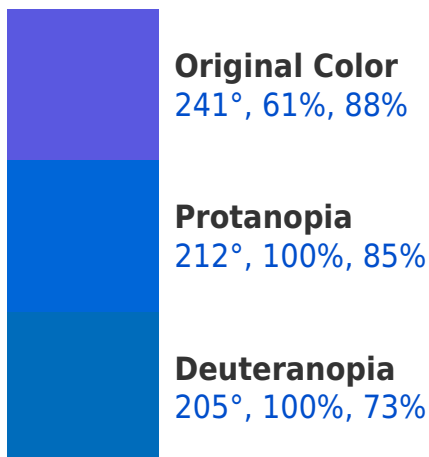 Original Color
241°, 61%, 88%
Protanopia
212°, 100%, 85%
Deuteranopia
205°, 100%, 73%